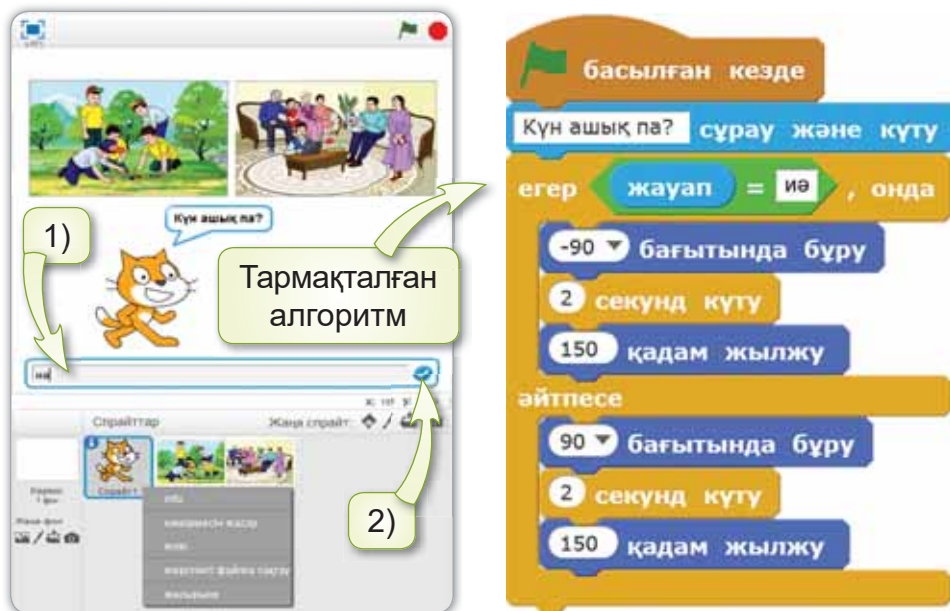 Күн ашық па?
1)
Тармақталған
алгоритм
иә
Спрайттар
Жаңа спрайт:
Спрайт1
2)
басылған кезде
Күн ашық па? сұрау және күту
егер жауап = иә , онда
-90 бағытында бұру
2 секунд күту
150 қадам жылжу
әйтпесе
90 бағытында бұру
2 секунд күту
150 қадам жылжу